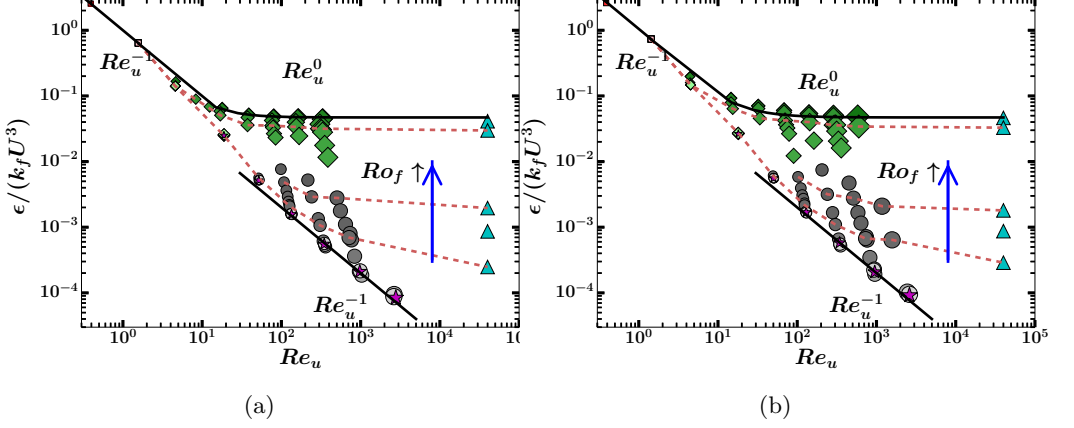 ϵ/(k_f U^3)
10^0
10^−1
10^−2
10^−3
10^−4
Re_u^−1
Re_u^0
Ro_f ↑
Re_u^−1
10^0 10^1 10^2 10^3 10^4
Re_u
(a)
ϵ/(k_f U^3)
10^0
10^−1
10^−2
10^−3
10^−4
Re_u^−1
Re_u^0
Ro_f ↑
Re_u^−1
10^0 10^1 10^2 10^3 10^4 10^5
Re_u
(b)